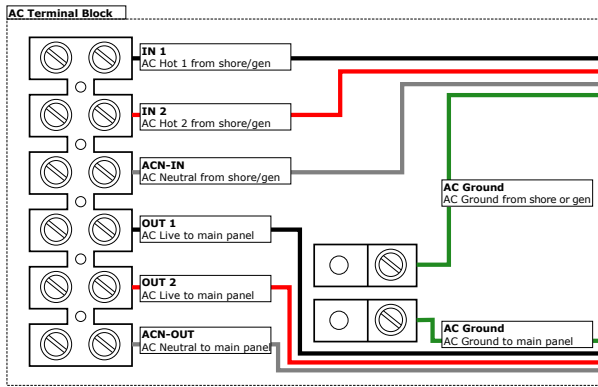 AC Terminal Block
IN 1
AC Hot 1 from shore/gen
IN 2
AC Hot 2 from shore/gen
ACN-IN
AC Neutral from shore/gen
AC Ground
AC Ground from shore or gen
OUT 1
AC Live to main panel
OUT 2
AC Live to main panel
ACN-OUT
AC Neutral to main panel
AC Ground
AC Ground to main panel